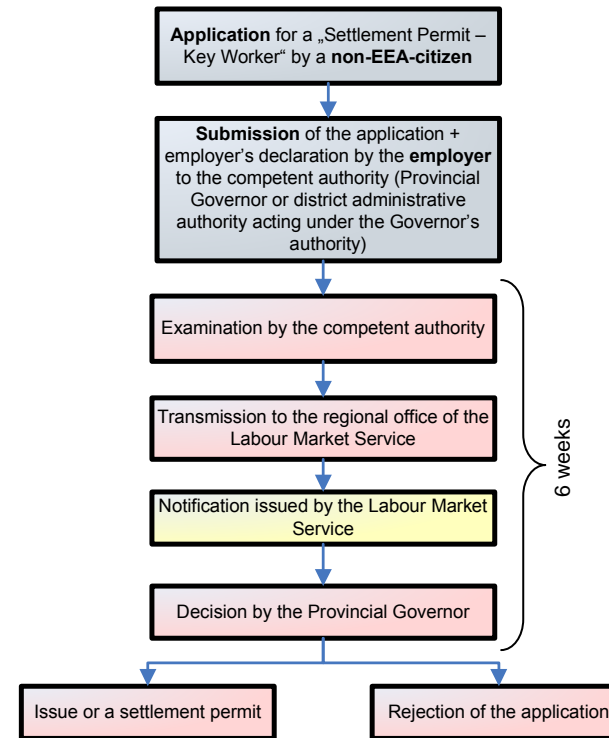 Application for a „Settlement Permit –
Key Worker“ by a non-EEA-citizen
Submission of the application +
employer’s declaration by the employer
to the competent authority (Provincial
Governor or district administrative
authority acting under the Governor’s
authority)
Examination by the competent authority
Transmission to the regional office of the
Labour Market Service
Notification issued by the Labour Market
Service
Decision by the Provincial Governor
6 weeks
Issue or a settlement permit
Rejection of the application